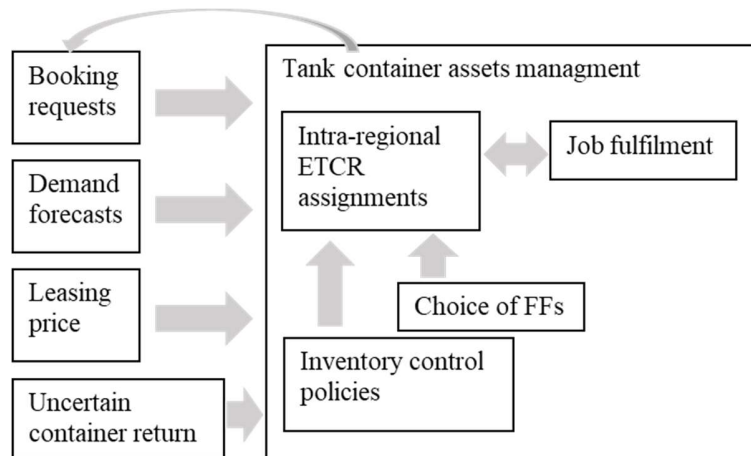 Booking
requests
Demand
forecasts
Leasing
price
Uncertain
container return
Tank container assets managment
Intra-regional
ETCR
assignments
Job fulfilment
Choice of FFs
Inventory control
policies